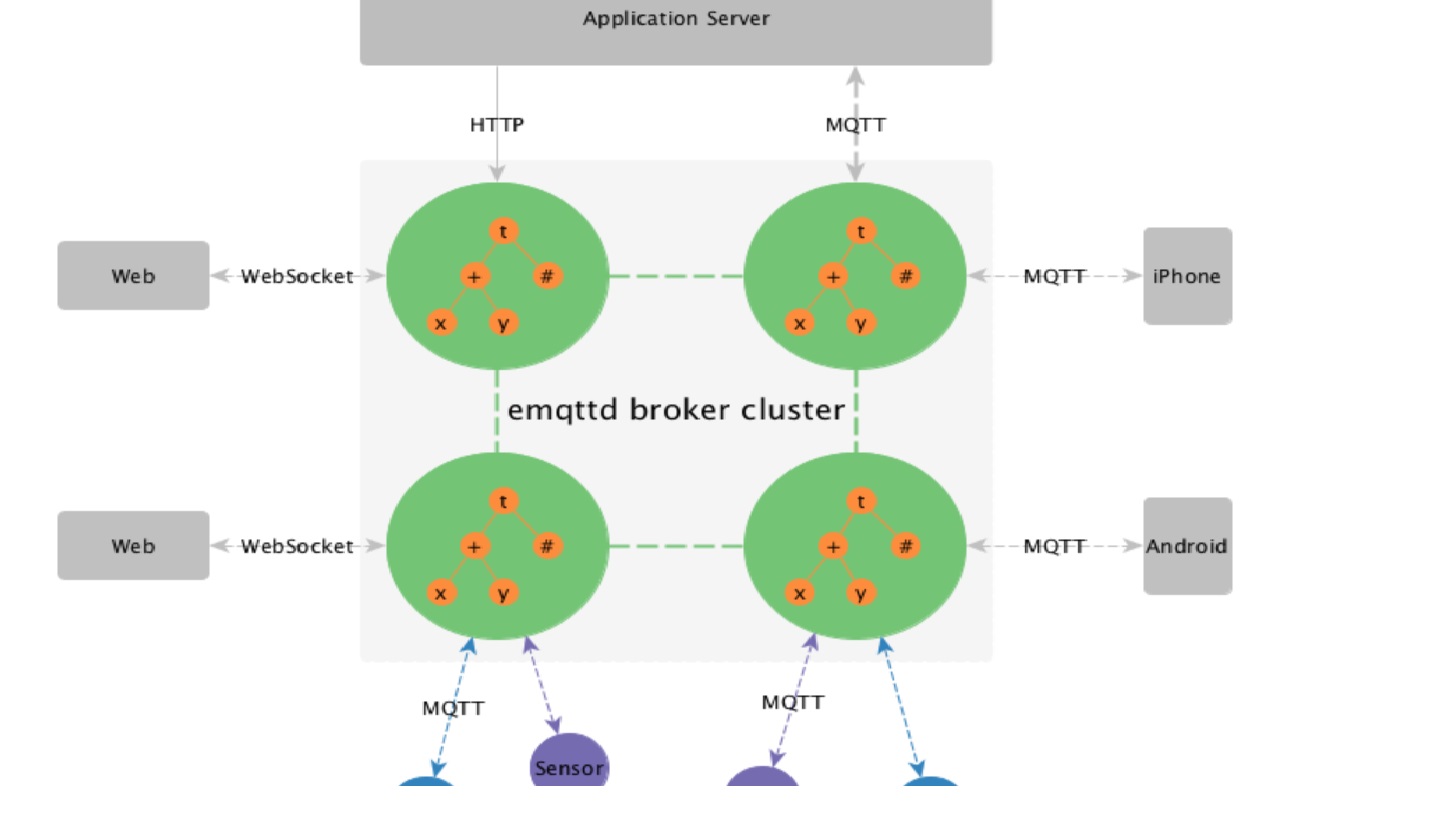 Application Server
HTTP
MQTT
t
t
Web
WebSocket
+
#
+
#
MQTT
iPhone
x
y
x
y
emqttd broker cluster
t
t
Web
WebSocket
+
#
+
#
MQTT
Android
x
y
x
y
MQTT
MQTT
Sensor